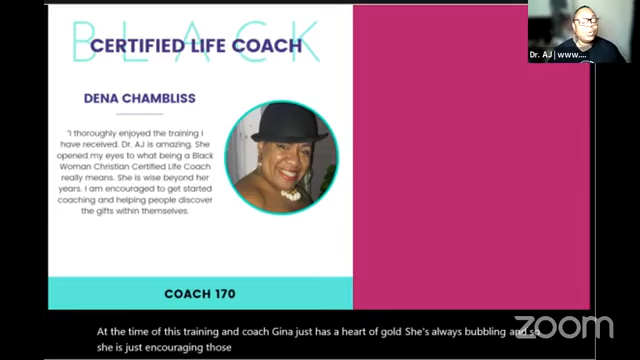 BLACK
CERTIFIED LIFE COACH
DENA CHAMBLISS
"I thoroughly enjoyed the training I
have received. Dr. AJ is amazing. She
opened my eyes to what being a Black
Woman Christian Certified Life Coach
really means. She is wise beyond her
years. I am encouraged to get started
coaching and helping people discover
the gifts within themselves.
COACH 170
Dr. AJ | www....
zoom
At the time of this training and coach Gina just has a heart of gold She's always bubbling and so
she is just encouraging those